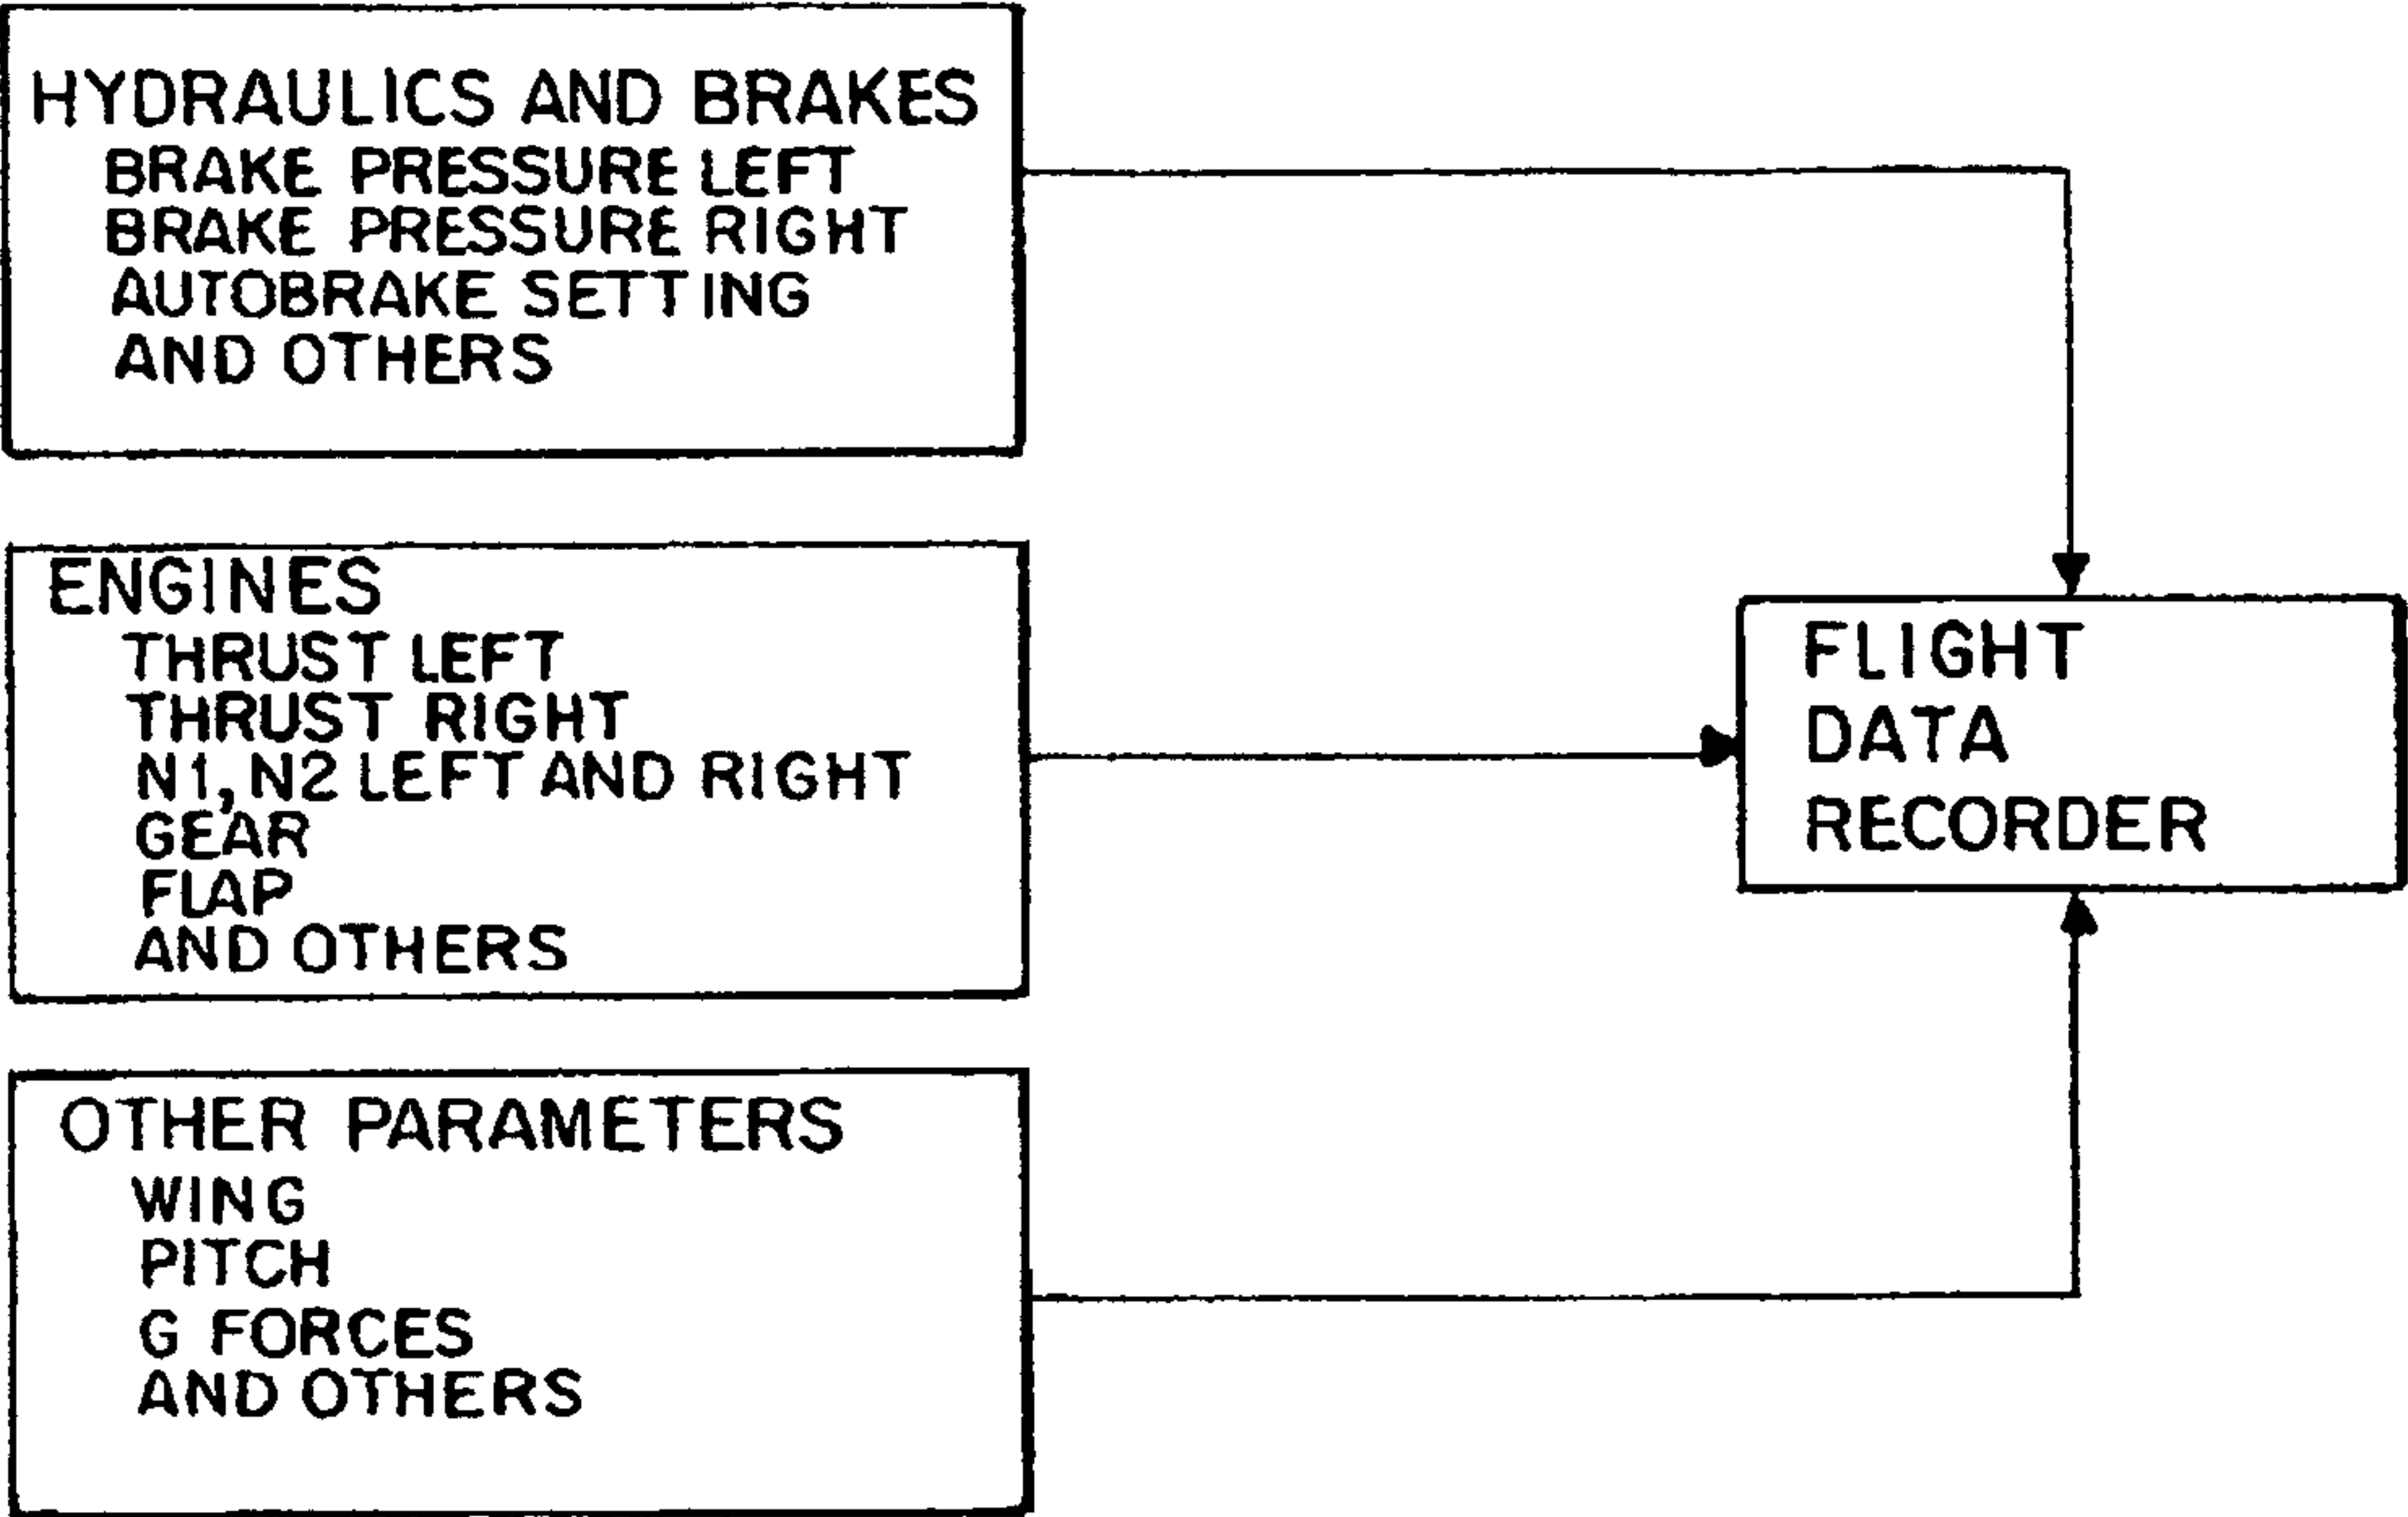 HYDRAULICS AND BRAKES
BRAKE PRESSURE LEFT
BRAKE PRESSURE RIGHT
AUTOBRAKE SETTING
AND OTHERS
ENGINES
THRUST LEFT
THRUST RIGHT
N1, N2 LEFT AND RIGHT
GEAR
FLAP
AND OTHERS
OTHER PARAMETERS
WING
PITCH
G FORCES
AND OTHERS
FLIGHT
DATA
RECORDER